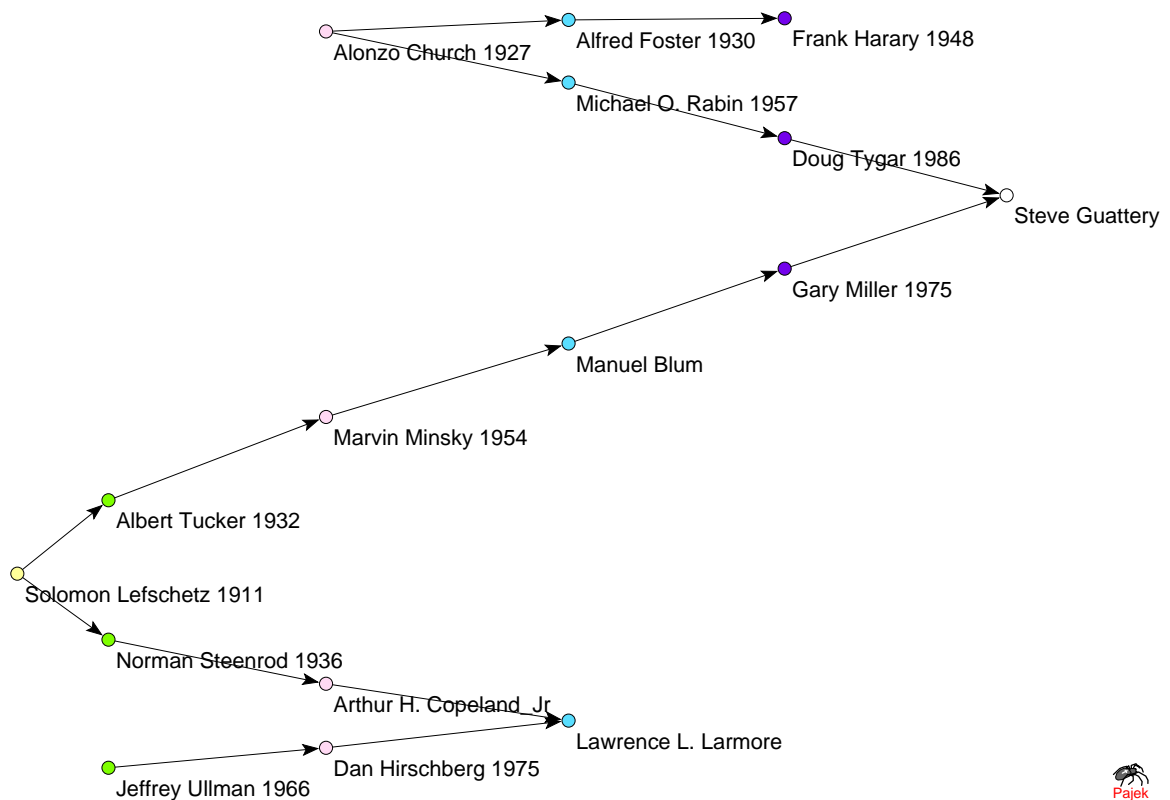 Alonzo Church 1927
Alfred Foster 1930
Frank Harary 1948
Michael O. Rabin 1957
Doug Tygar 1986
Steve Guattery
Gary Miller 1975
Manuel Blum
Marvin Minsky 1954
Albert Tucker 1932
Solomon Lefschetz 1911
Norman Steenrod 1936
Arthur H. Copeland_Jr
Lawrence L. Larmore
Dan Hirschberg 1975
Jeffrey Ullman 1966
Pajek